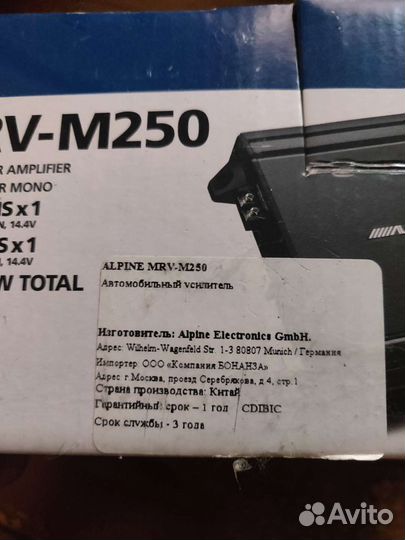 RV-M250
R AMPLIFIER
R MONO
S x 1
N, 14.4V
S x 1
N, 14.4V
W TOTAL
ALPINE MRV-M250
Автомобильный усилитель
Изготовитель: Alpine Electronics GmbH.
Адрес: Wilhelm-Wagenfeld Str. 1-3 80807 Munich / Германия
Импортер: ООО «Компания БОНАНЗА»
Адрес: г Москва, проезд Серебрякова, д 4, стр.1
Страна производства: Китай
Гарантийный срок – 1 год CDIBIC
Срок службы - 3 года
Avito